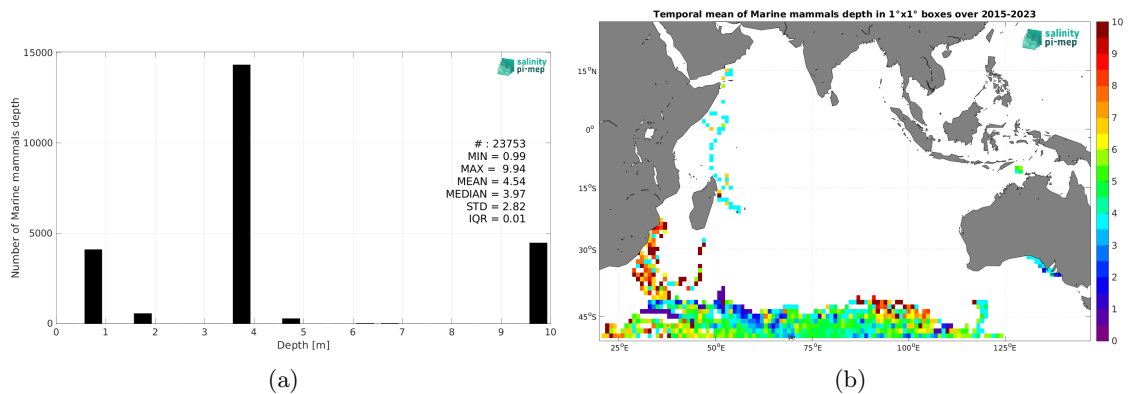 15000
10000
5000
0
Number of Marine mammals depth
salinity
pi-mep
# : 23753
MIN = 0.99
MAX = 9.94
MEAN = 4.54
MEDIAN = 3.97
STD = 2.82
IQR = 0.01
0 1 2 3 4 5 6 7 8 9 10
Depth [m]
(a)
Temporal mean of Marine mammals depth in 1°x1° boxes over 2015-2023
salinity
pi-mep
15°N
0°
15°S
30°S
45°S
25°E 50°E 75°E 100°E 125°E
10
9
8
7
6
5
4
3
2
1
0
(b)